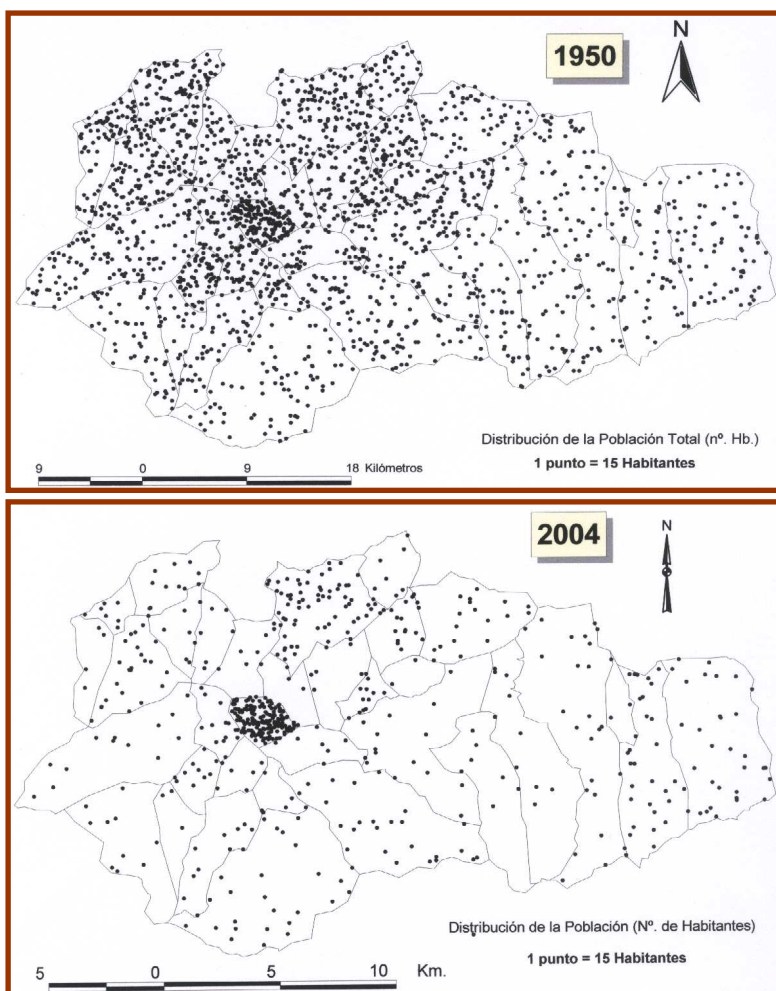 1950
N
Distribución de la Población Total (nº. Hb.)
1 punto = 15 Habitantes
9 0 9 18 Kilómetros
2004
N
Distribución de la Población (Nº. de Habitantes)
1 punto = 15 Habitantes
5 0 5 10 Km.